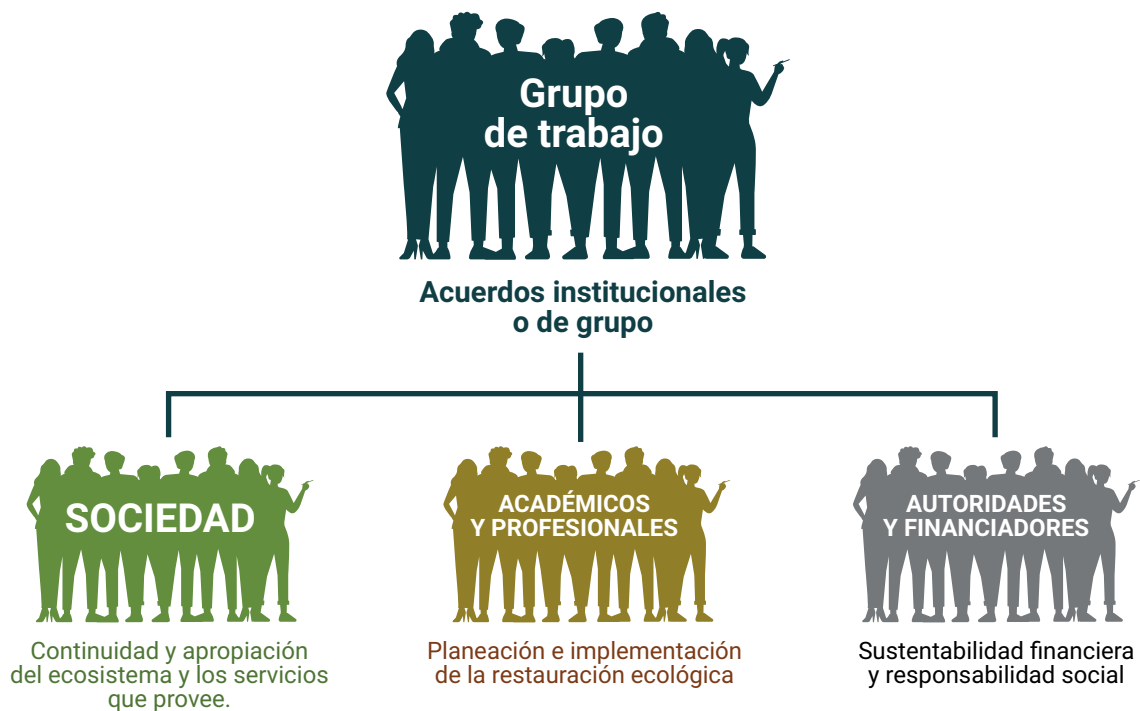 Grupo
de trabajo
Acuerdos institucionales
o de grupo
SOCIEDAD
Continuidad y apropiación
del ecosistema y los servicios
que provee.
ACADÉMICOS
Y PROFESIONALES
Planeación e implementación
de la restauración ecológica
AUTORIDADES
Y FINANCIADORES
Sustentabilidad financiera
y responsabilidad social